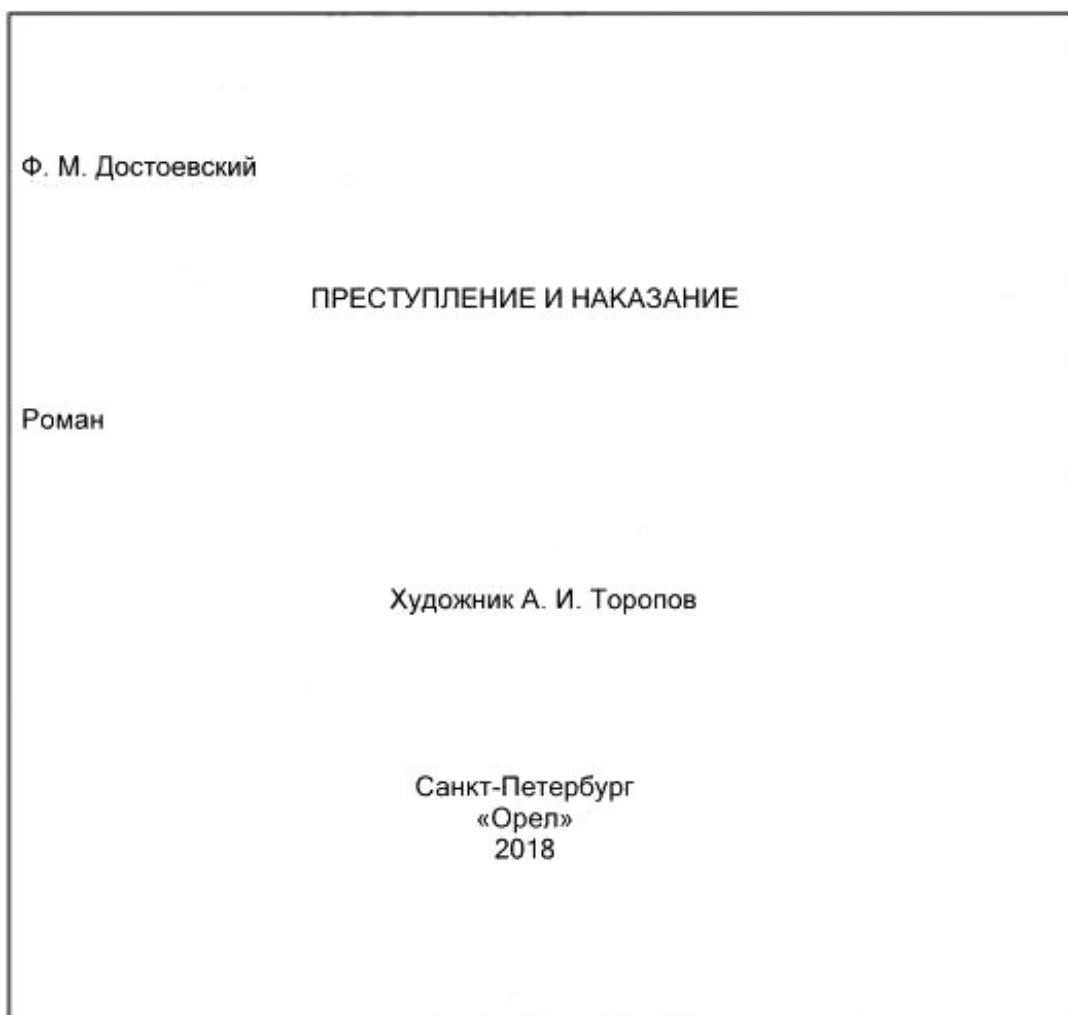 Ф. М. Достоевский
ПРЕСТУПЛЕНИЕ И НАКАЗАНИЕ
Роман
Художник А. И. Торопов
Санкт-Петербург
«Орел»
2018